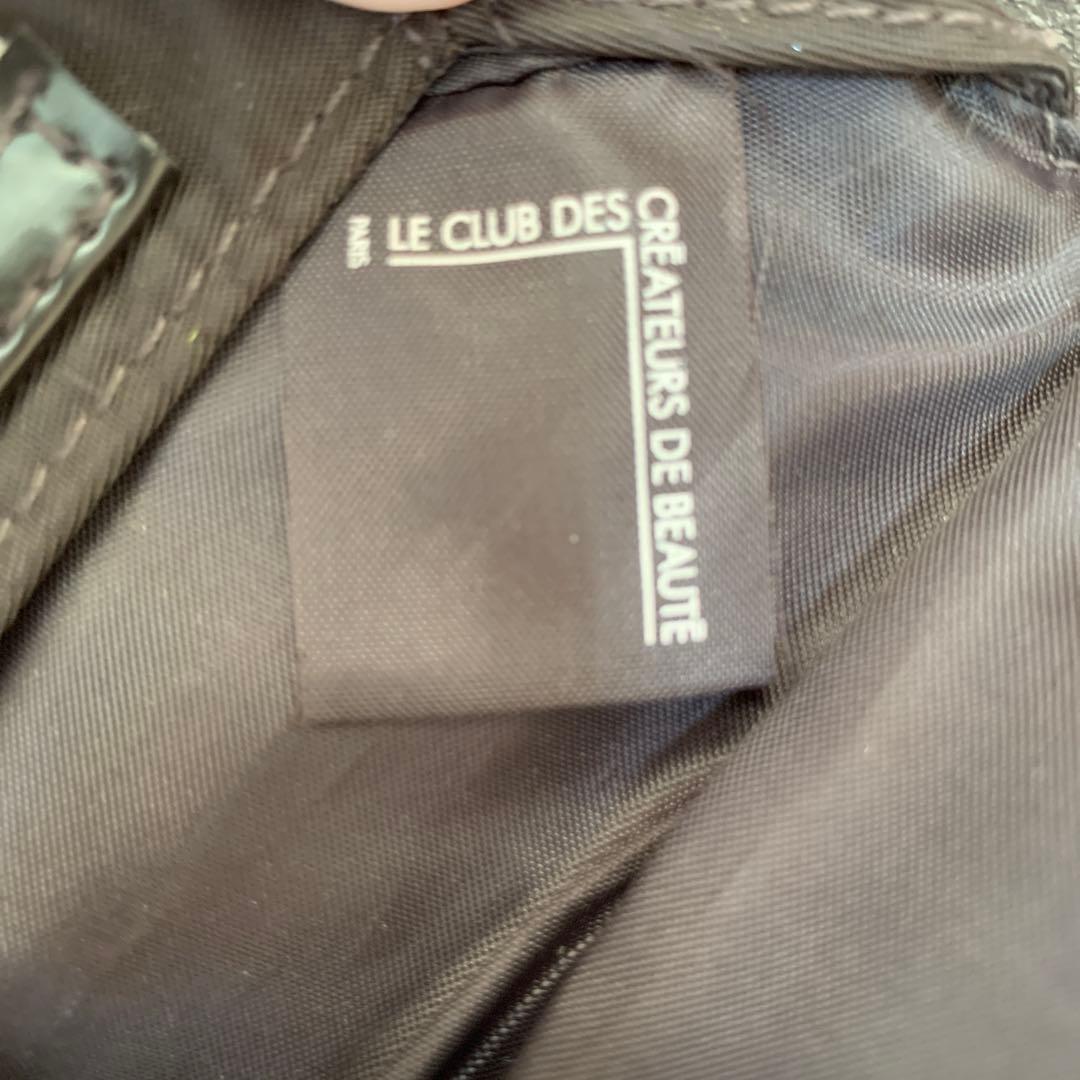 PARIS
LE CLUB DES
CRÉATEURS DE BEAUTÉ